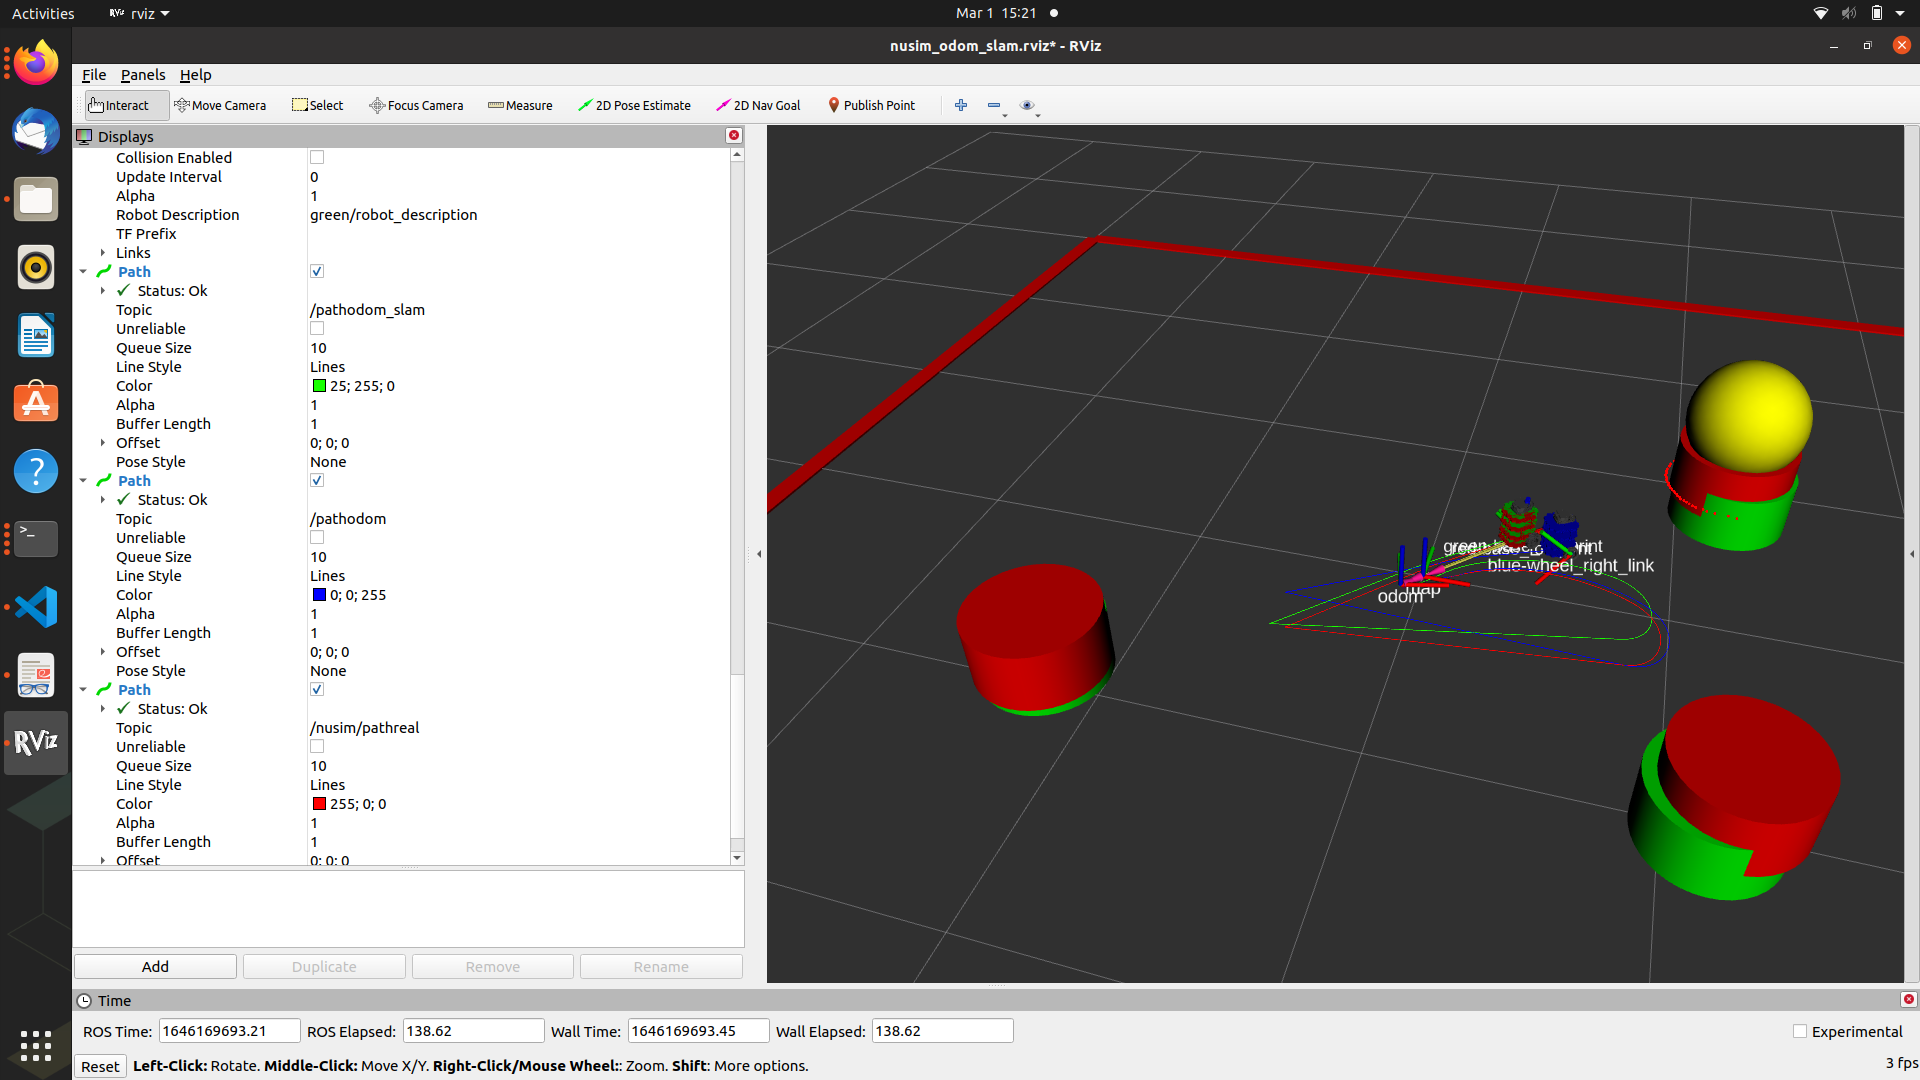 Activities
RViz rviz
Mar 1 15:21
nusim_odom_slam.rviz* - RViz
File Panels Help
Interact Move Camera Select Focus Camera Measure 2D Pose Estimate 2D Nav Goal Publish Point
Displays
Collision Enabled
Update Interval 0
Alpha 1
Robot Description green/robot_description
TF Prefix
Links
Path
Status: Ok
Topic /pathodom_slam
Unreliable
Queue Size 10
Line Style Lines
Color 25; 255; 0
Alpha 1
Buffer Length 1
Offset 0; 0; 0
Pose Style None
Path
Status: Ok
Topic /pathodom
Unreliable
Queue Size 10
Line Style Lines
Color 0; 0; 255
Alpha 1
Buffer Length 1
Offset 0; 0; 0
Pose Style None
Path
Status: Ok
Topic /nusim/pathreal
Unreliable
Queue Size 10
Line Style Lines
Color 255; 0; 0
Alpha 1
Buffer Length 1
Offset 0; 0; 0
Add Duplicate Remove Rename
blue-wheel_right_link
odom
map
RViz
Time
ROS Time: 1646169693.21 ROS Elapsed: 138.62 Wall Time: 1646169693.45 Wall Elapsed: 138.62 Experimental
Reset Left-Click: Rotate. Middle-Click: Move X/Y. Right-Click/Mouse Wheel:: Zoom. Shift: More options. 3 fps